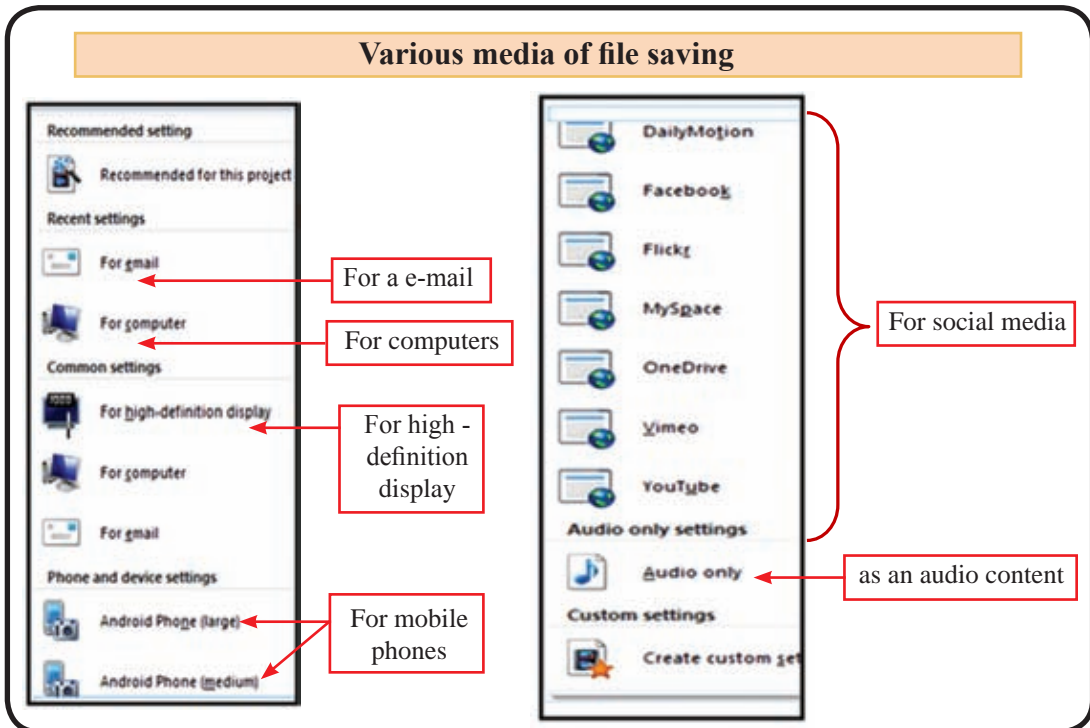 Various media of file saving
Recommended setting
Recommended for this project
Recent settings
For email
For computer
Common settings
For high-definition display
For computer
For email
Phone and device settings
Android Phone (large)
Android Phone (medium)
For a e-mail
For computers
For high -
definition
display
For mobile
phones
DailyMotion
Facebook
Flickr
MySpace
OneDrive
Vimeo
YouTube
Audio only settings
Audio only
Custom settings
Create custom set
For social media
as an audio content